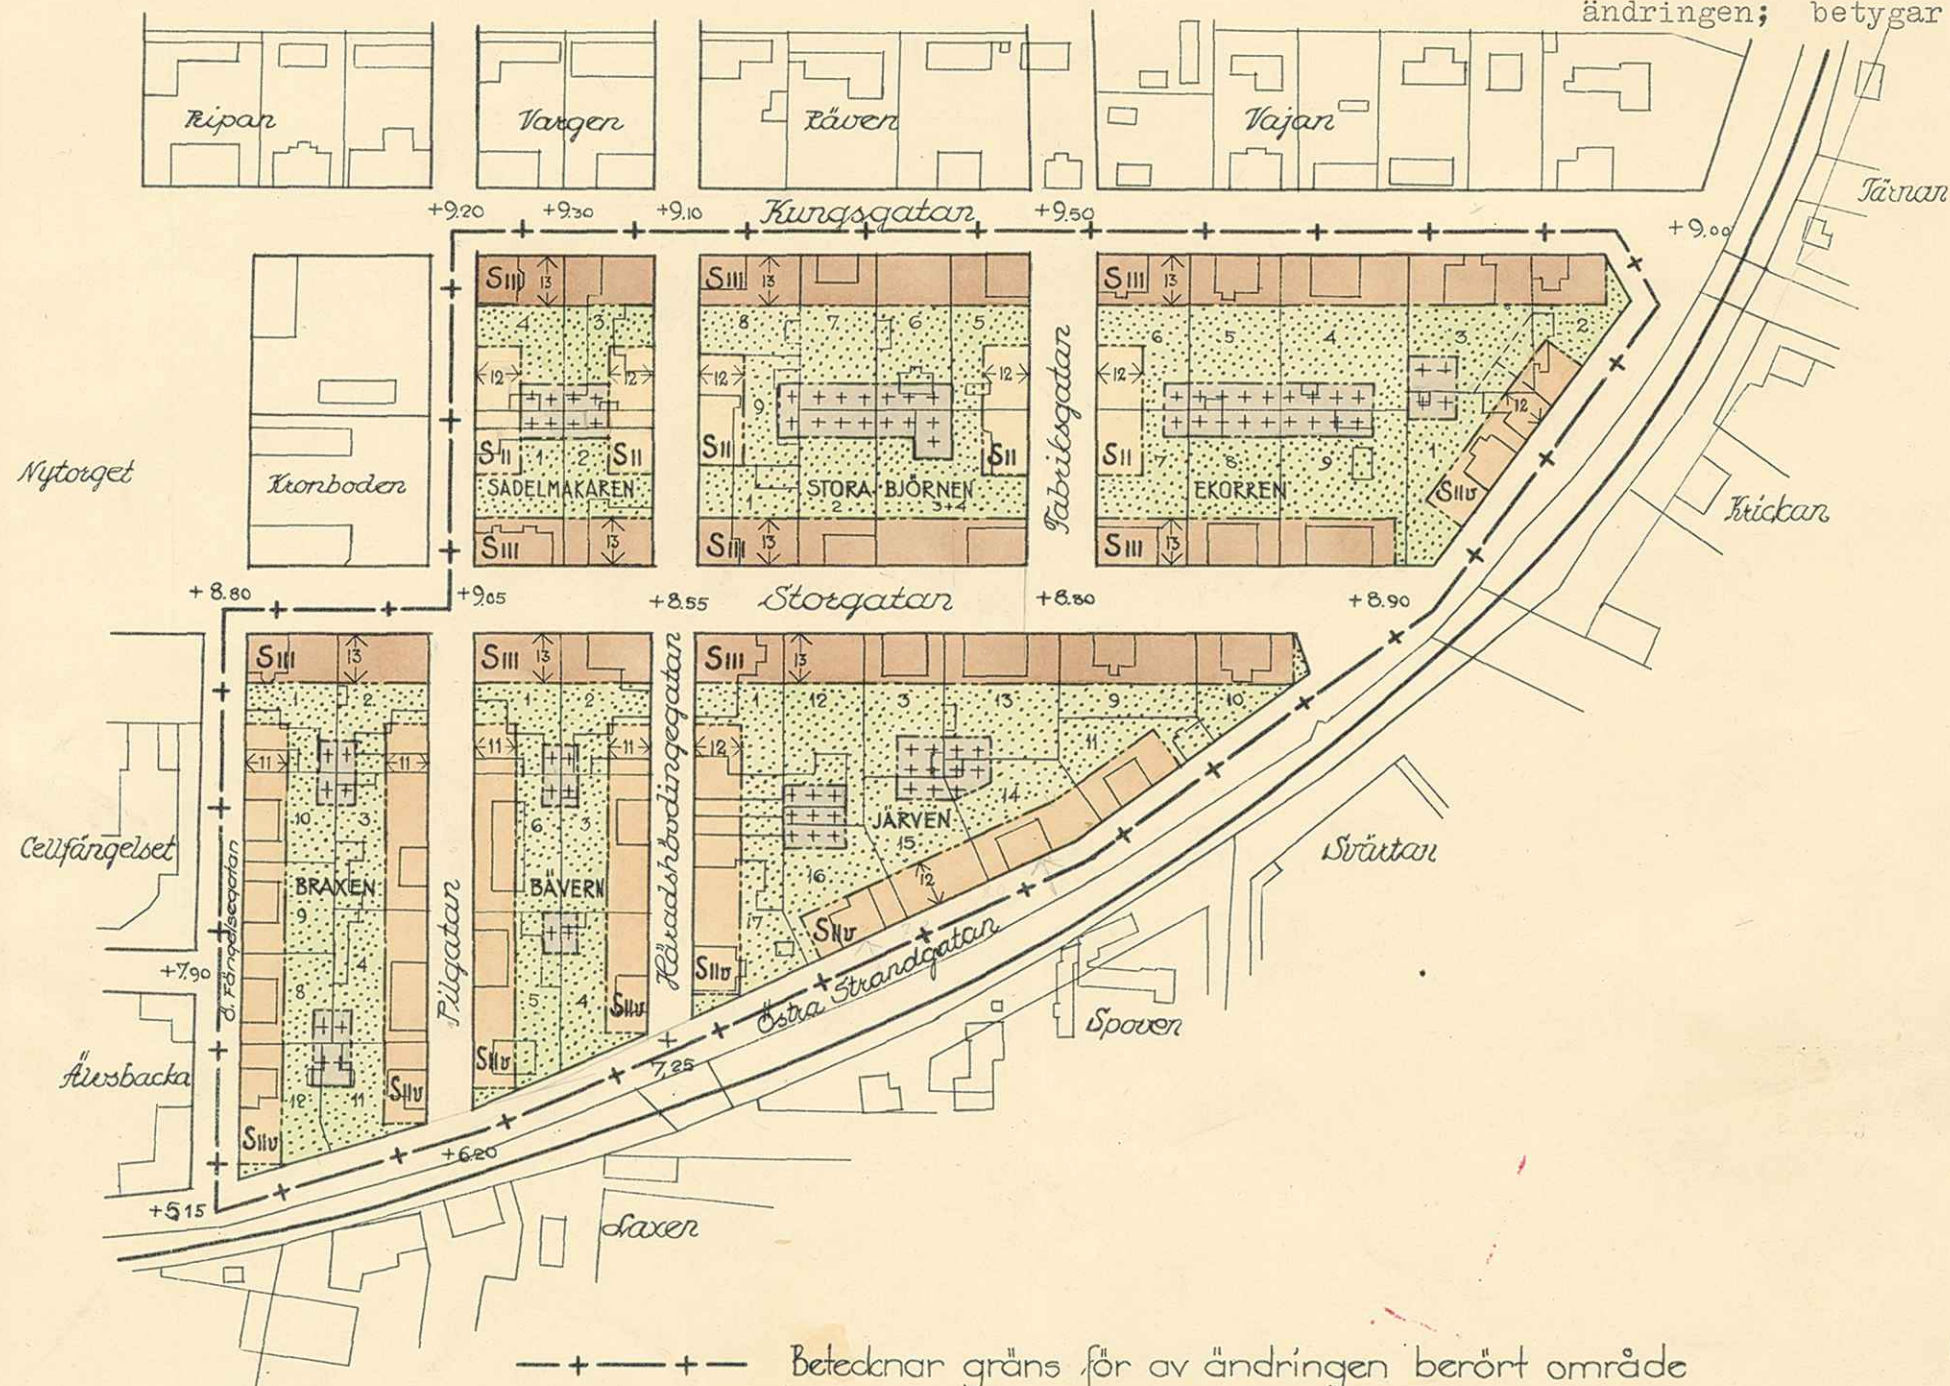 ändringen; betygar
Ripan Vargen Räven Vajan
Tärnan
+9.20 +9.30 +9.10 Kungsgatan +9.50 +9.00
SIII 13 SIII 13 SIII 13
4 3 8 7 6 5 6 5 4 3 2
12 12 12 12 12 12
9
Fabriksgatan
SII 1 2 SII SII SII SII 7 8 9 1 SIIv
Nytorget Kronboden SADELMAKAREN STORA BJÖRNEN EKORREN Krickan
1 2 3+4
SIII 13 SIII 13 SIII 13
+8.80 +9.05 +8.55 Storgatan +8.80 +8.90
SIII 13 SIII 13 SIII 13
1 2 1 2 1 12 3 13 9 10
11 11 11 11 12 11
Häradshövdingegatan
10 3 6 3 14
Cellfängelset JÄRVEN Svärtan
15
BRAXEN BÄVERN 16 12
9 17 SIIv
Ö. Fängelsegatan Pilgatan
4 SIIv
+7.90 8 5 4 SIIv Östra Strandgatan Spoven
Älvsbacka SIIv SIIv 7,25
12 11
SIIv +6.20
+5.15
Laxen
Betecknar gräns för av ändringen berört område